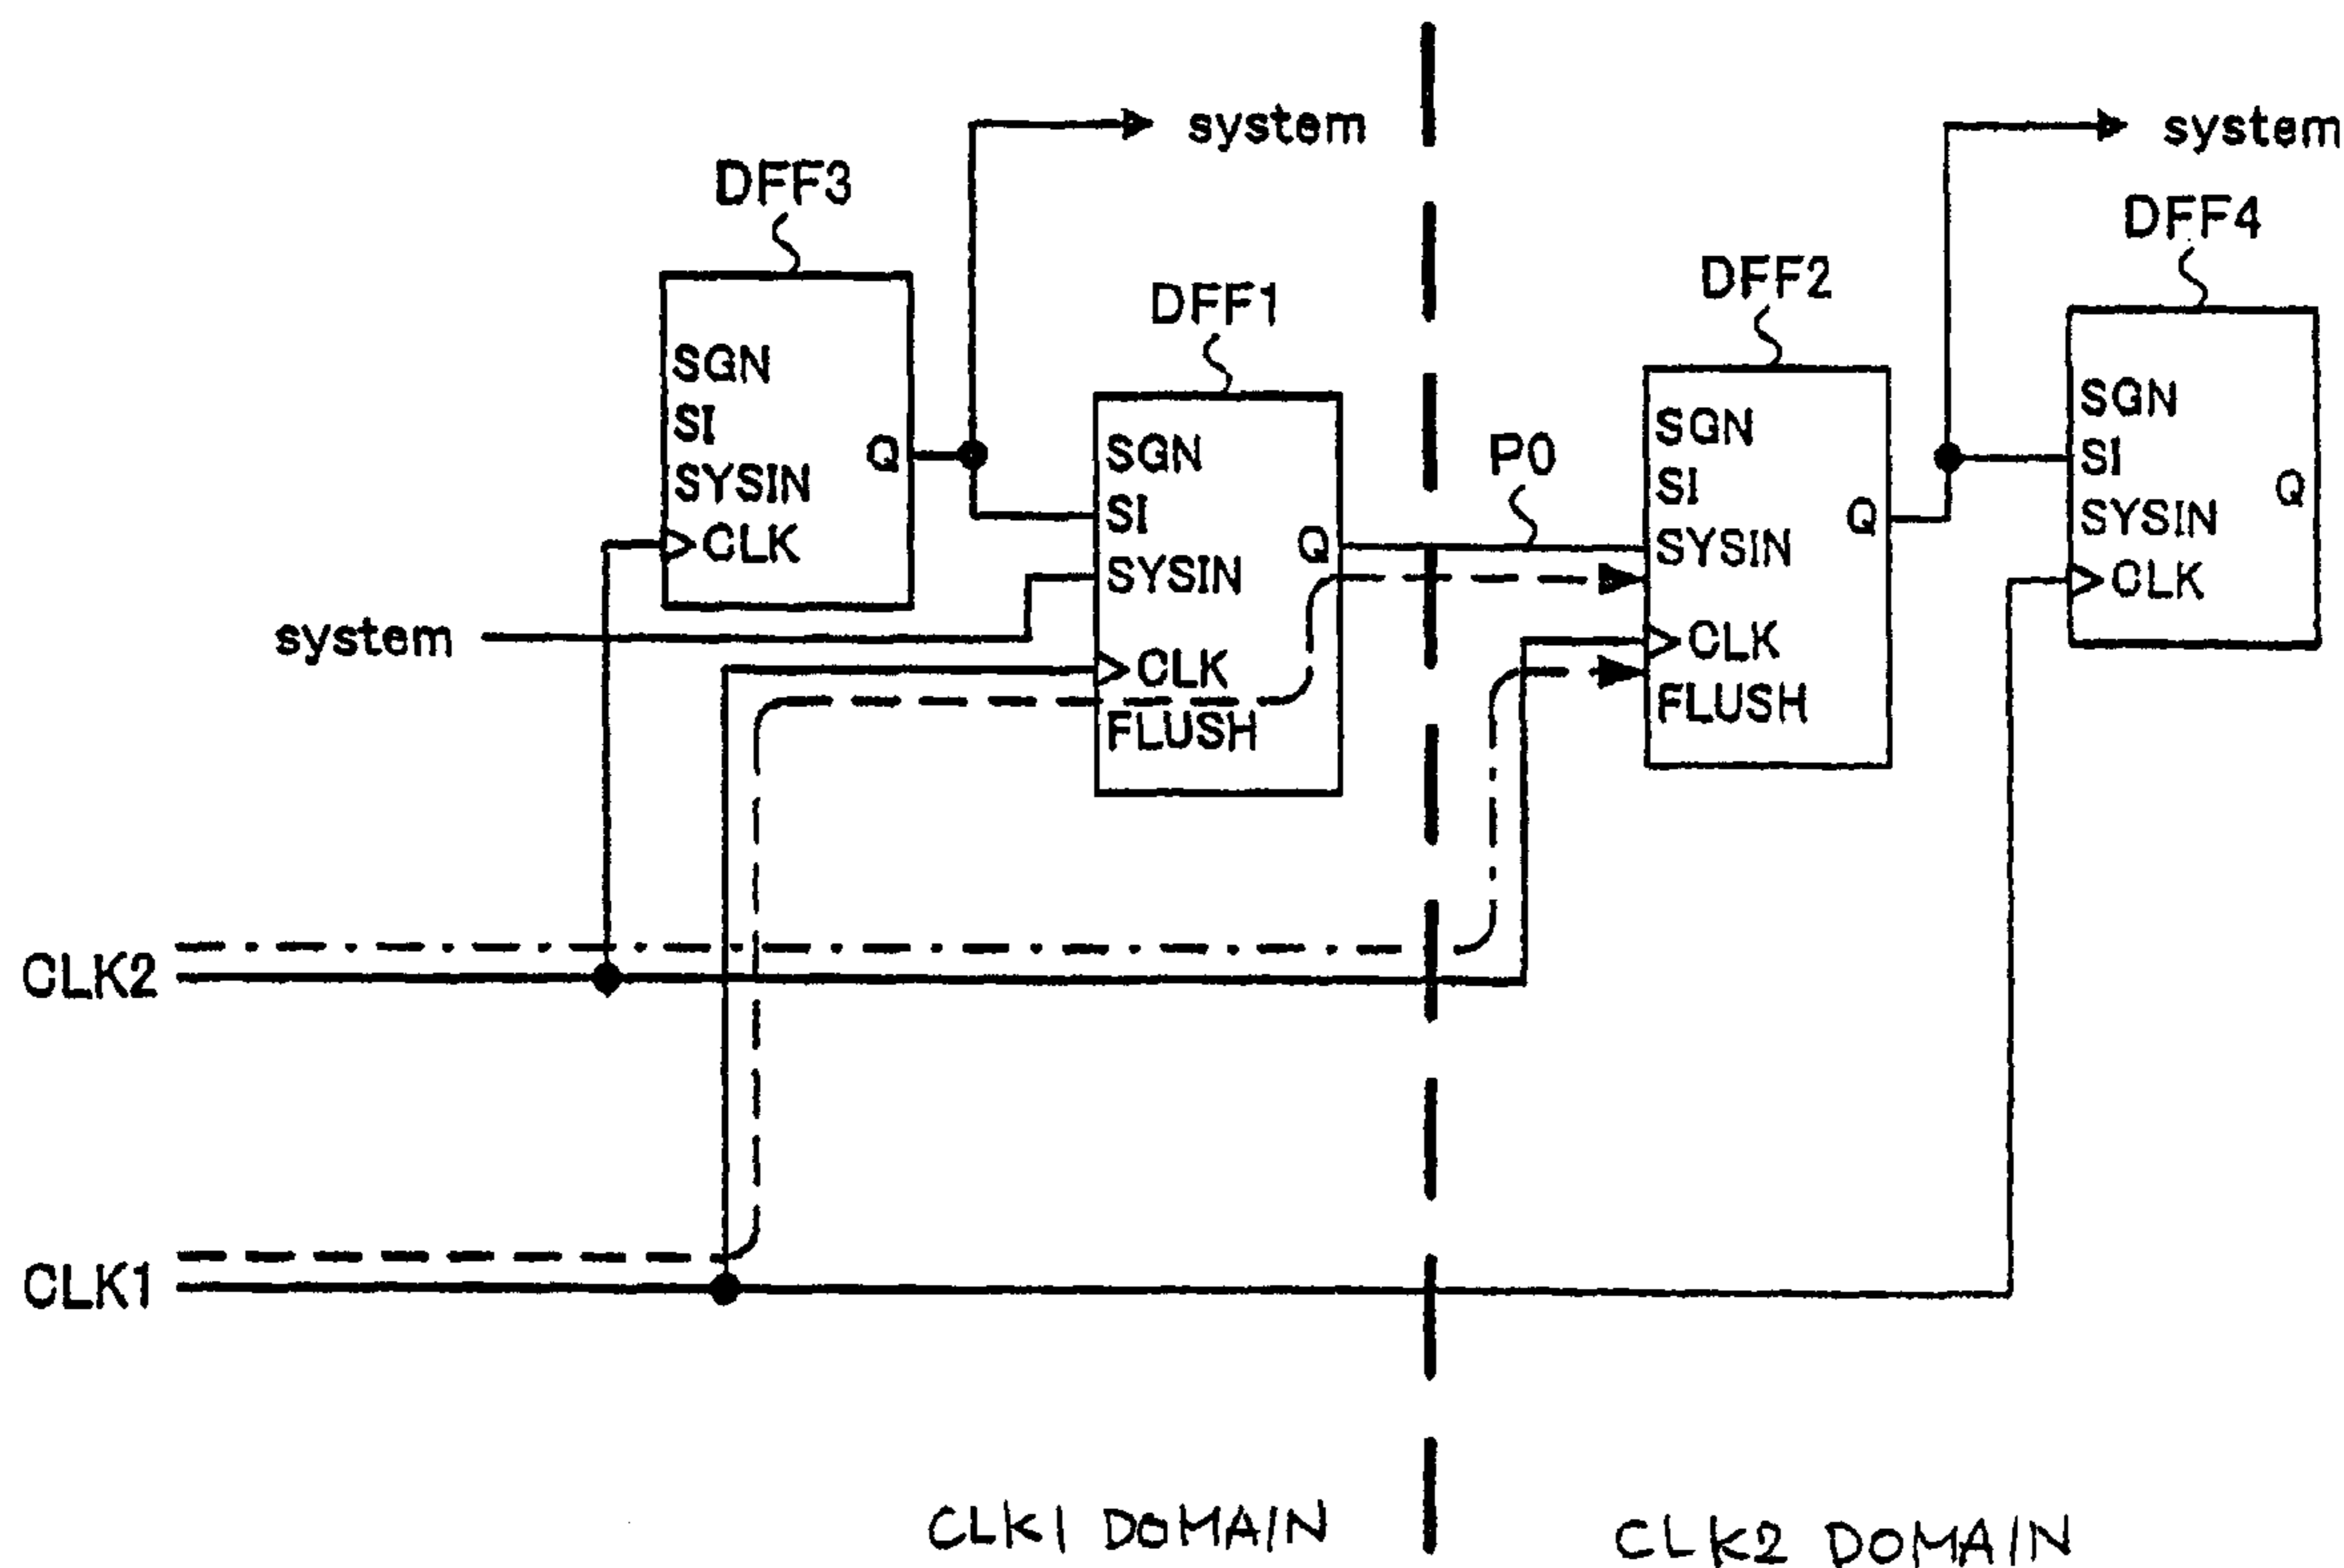 system
system
DFF3
DFF4
DFF2
DFF1
SGN
SI
SYSIN
CLK
Q
SGN
SI
SYSIN
CLK
FLUSH
Q
P0
SGN
SI
SYSIN
CLK
FLUSH
Q
SGN
SI
SYSIN
CLK
Q
system
CLK2
CLK1
CLK1 DOMAIN
CLK2 DOMAIN